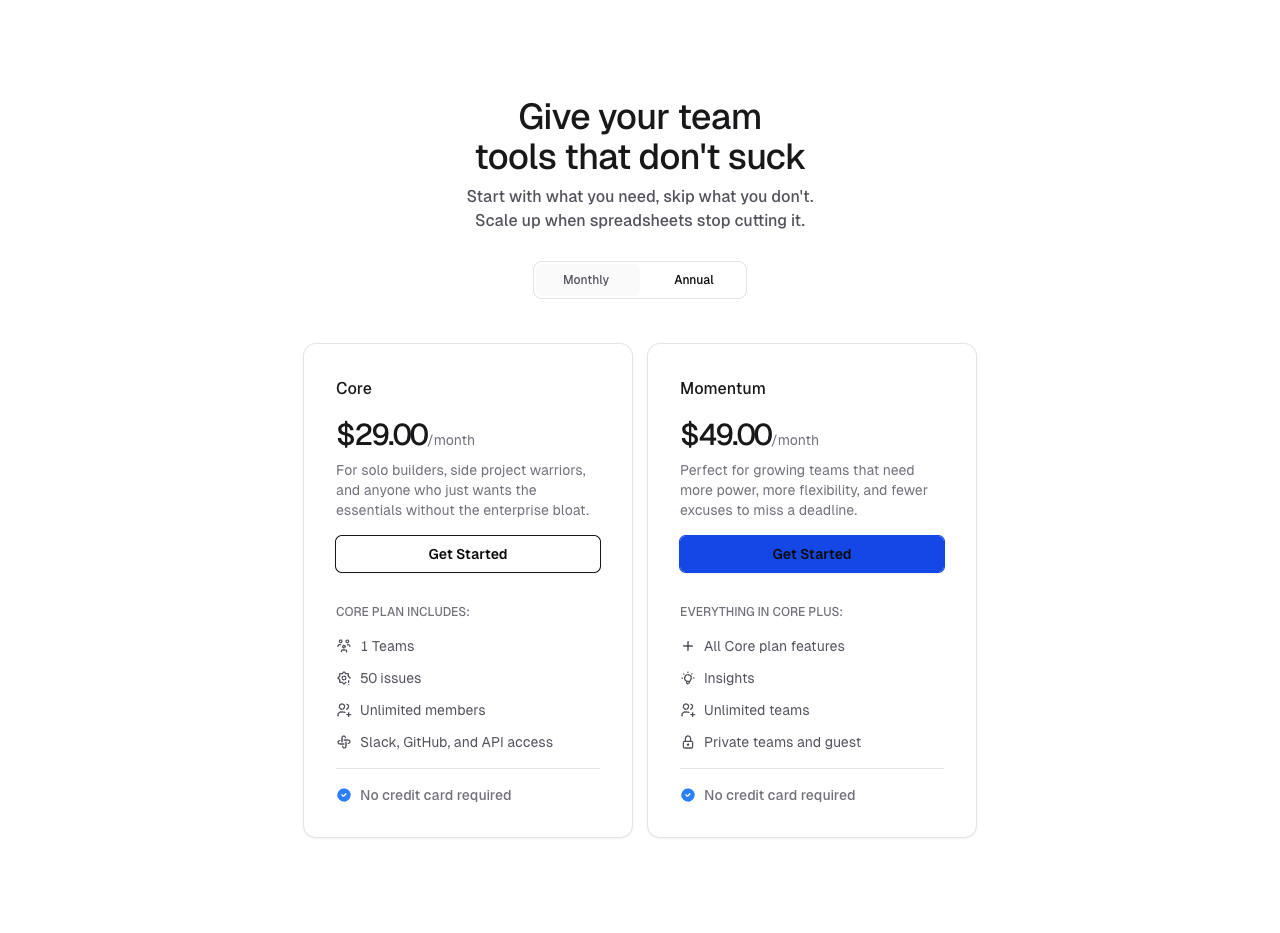 Give your team
tools that don't suck
Start with what you need, skip what you don't.
Scale up when spreadsheets stop cutting it.
Monthly Annual
Core
$29.00/month
For solo builders, side project warriors,
and anyone who just wants the
essentials without the enterprise bloat.
Get Started
CORE PLAN INCLUDES:
1 Teams
50 issues
Unlimited members
Slack, GitHub, and API access
No credit card required
Momentum
$49.00/month
Perfect for growing teams that need
more power, more flexibility, and fewer
excuses to miss a deadline.
Get Started
EVERYTHING IN CORE PLUS:
All Core plan features
Insights
Unlimited teams
Private teams and guest
No credit card required